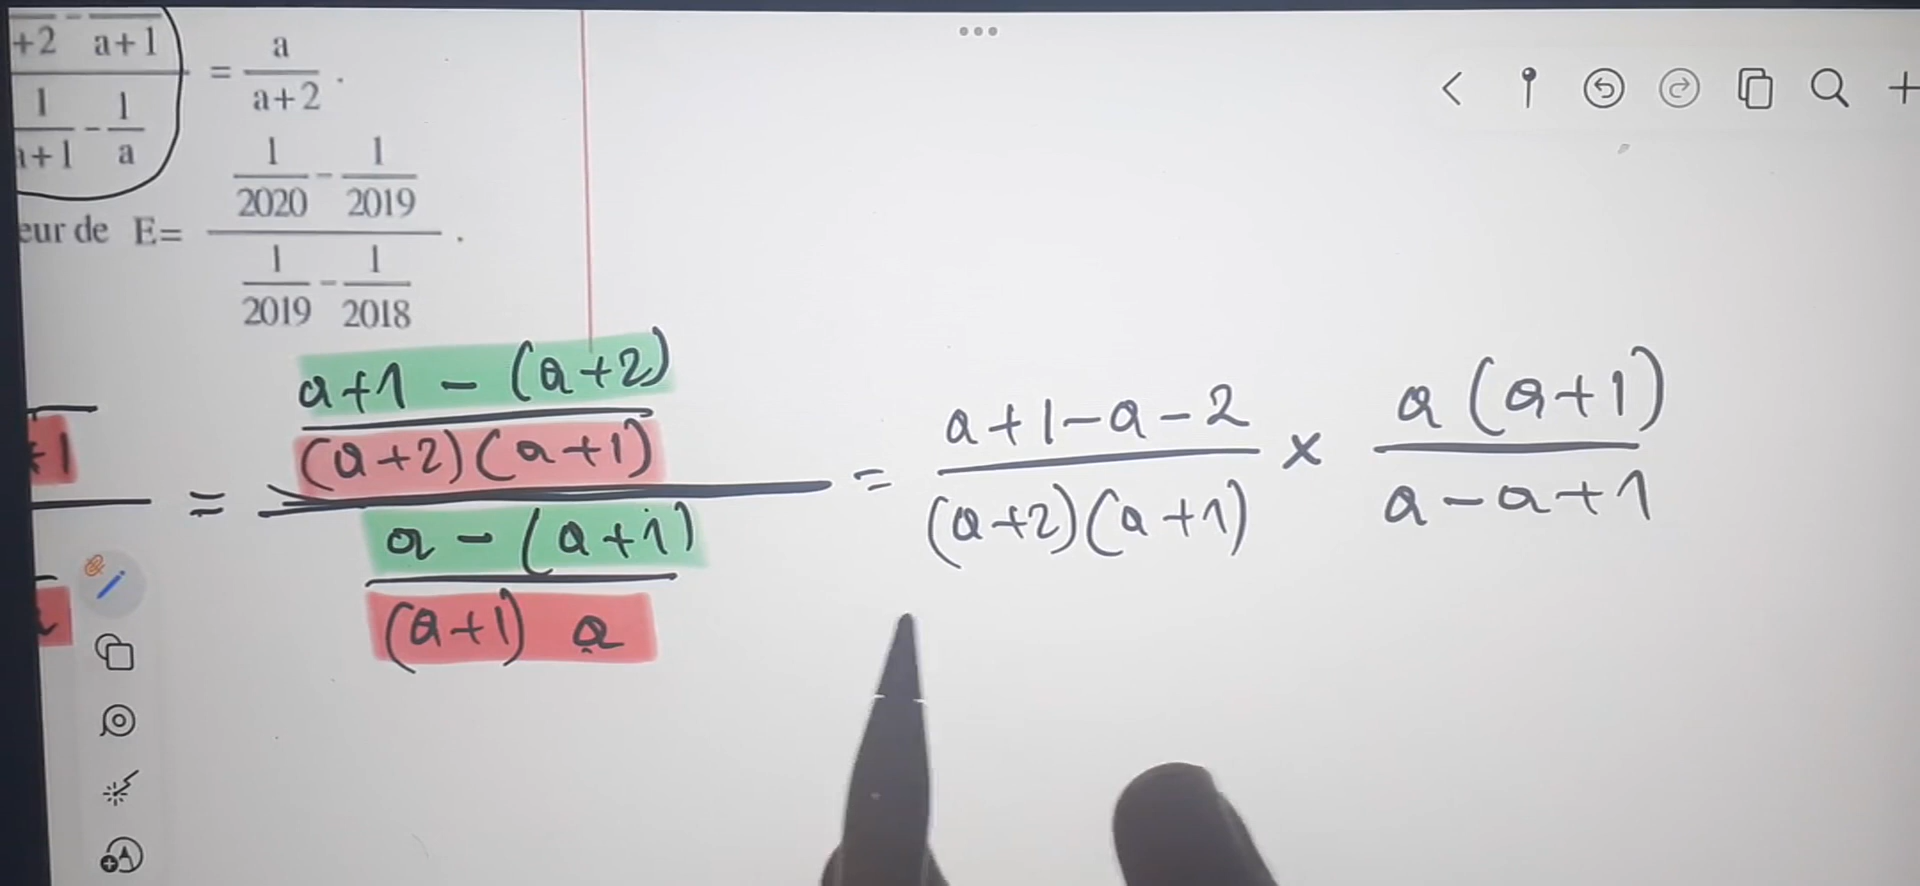 +2 - a+1 = a / a+2 .
1 / a+1 - 1 / a
eur de E= (1/2020 - 1/2019) / (1/2019 - 1/2018) .
+1
= (a+1 - (a+2) / (a+2)(a+1)) / (a - (a+1) / (a+1) a) = a+1-a-2 / (a+2)(a+1) × a(a+1) / a-a+1